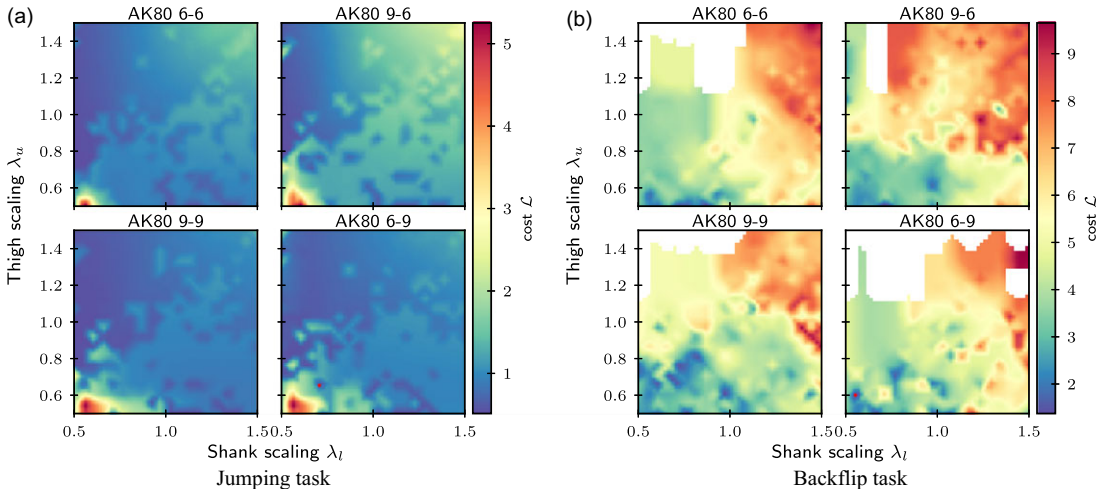 (a)
AK80 6-6
AK80 9-6
1.4
1.2
1.0
0.8
0.6
AK80 9-9
AK80 6-9
1.4
1.2
1.0
0.8
0.6
0.5
1.0
1.50.5
1.0
1.5
Thigh scaling λu
Shank scaling λl
5
4
3
2
1
cost ℒ
Jumping task
(b)
AK80 6-6
AK80 9-6
1.4
1.2
1.0
0.8
0.6
AK80 9-9
AK80 6-9
1.4
1.2
1.0
0.8
0.6
0.5
1.0
1.50.5
1.0
1.5
Thigh scaling λu
Shank scaling λl
9
8
7
6
5
4
3
2
cost ℒ
Backflip task